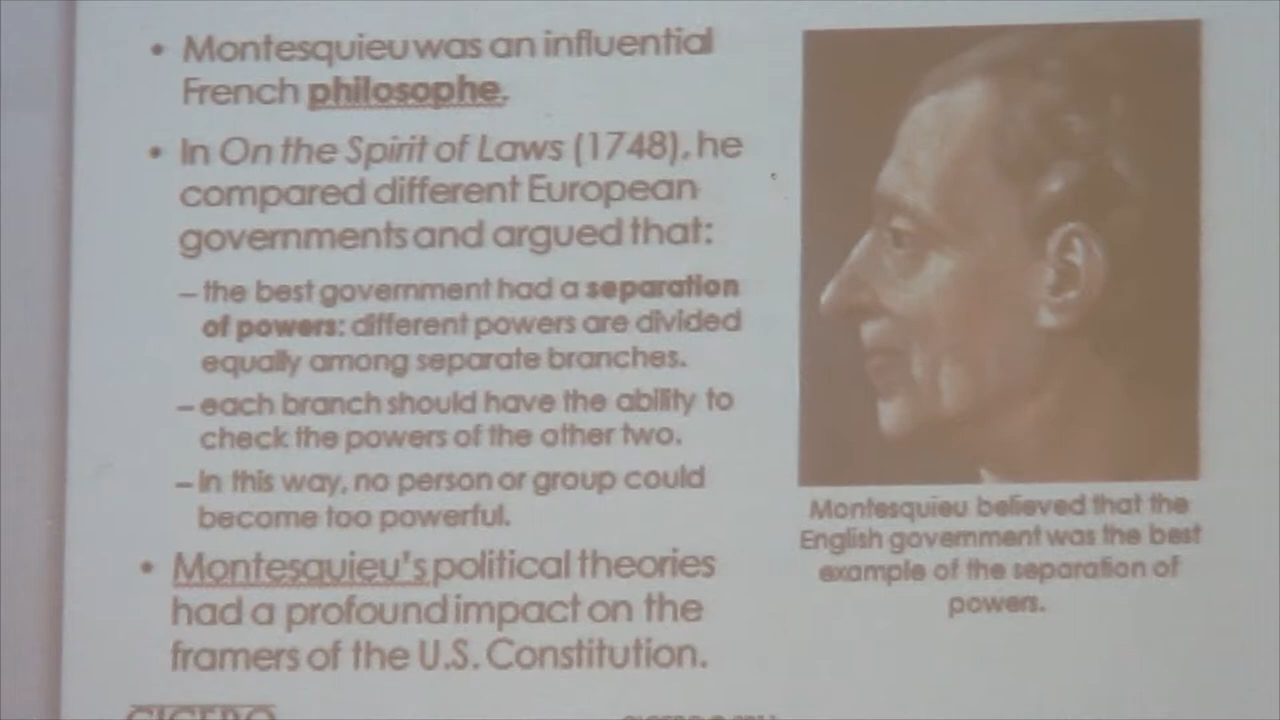 • Montesquieu was an influential
French philosophe.
• In On the Spirit of Laws (1748), he
compared different European
governments and argued that:
– the best government had a separation
of powers: different powers are divided
equally among separate branches.
– each branch should have the ability to
check the powers of the other two.
– In this way, no person or group could
become too powerful.
• Montesquieu's political theories
had a profound impact on the
framers of the U.S. Constitution.
Montesquieu believed that the
English government was the best
example of the separation of
powers.
CICERO